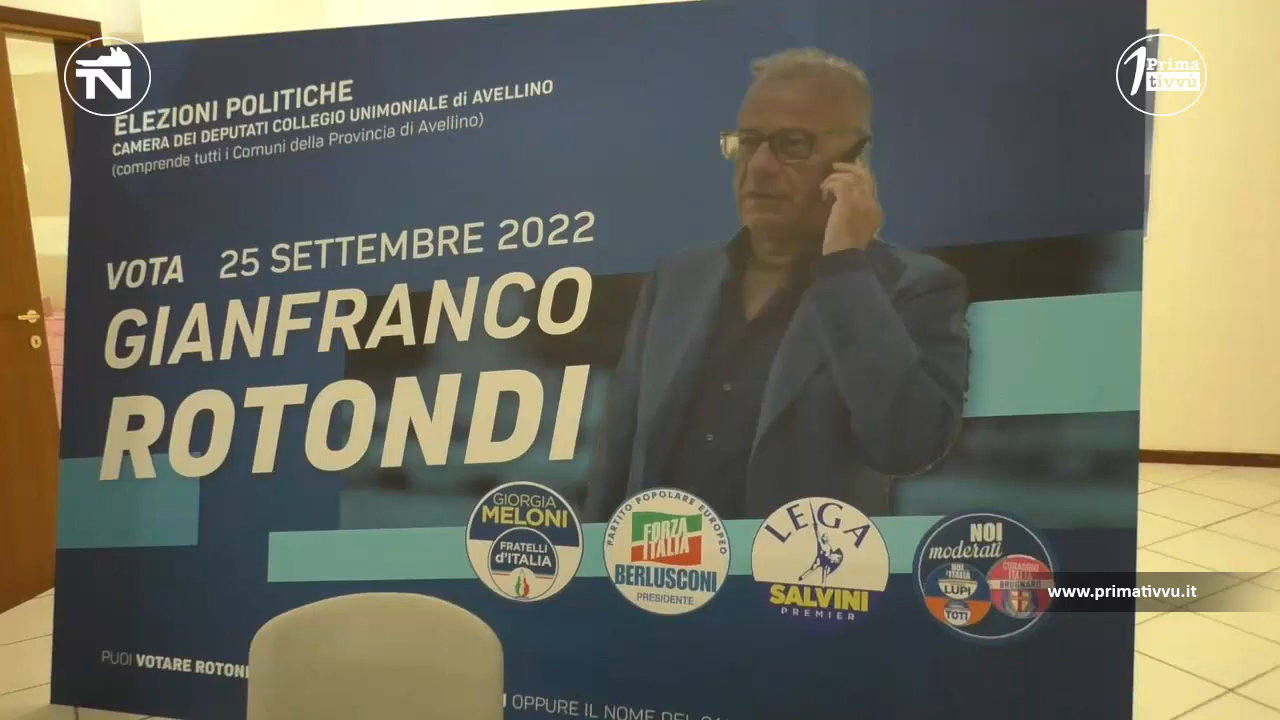 TN
1 Prima
tivvù
ELEZIONI POLITICHE
CAMERA DEI DEPUTATI COLLEGIO UNIMONIALE di AVELLINO
(comprende tutti i Comuni della Provincia di Avellino)
VOTA 25 SETTEMBRE 2022
GIANFRANCO
ROTONDI
GIORGIA
MELONI
FRATELLI
d'ITALIA
PARTITO POPOLARE EUROPEO
FORZA
ITALIA
BERLUSCONI
PRESIDENTE
LEGA
SALVINI
PREMIER
NOI
moderati
NOI CON L'ITALIA
LUPI
TOTI
CORAGGIO
ITALIA
BRUGNARO
www.primativvu.it
PUOI VOTARE ROTON
OPPURE IL NOME DEL